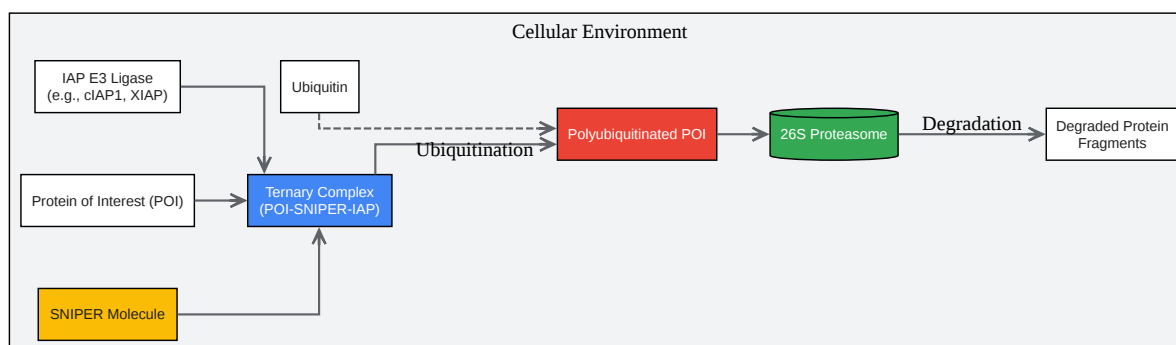 Cellular Environment
IAP E3 Ligase
(e.g., cIAP1, XIAP)
Ubiquitin
Polyubiquitinated POI
26S Proteasome
Degradation
Degraded Protein
Fragments
Ubiquitination
Protein of Interest (POI)
Ternary Complex
(POI-SNIPER-IAP)
SNIPER Molecule